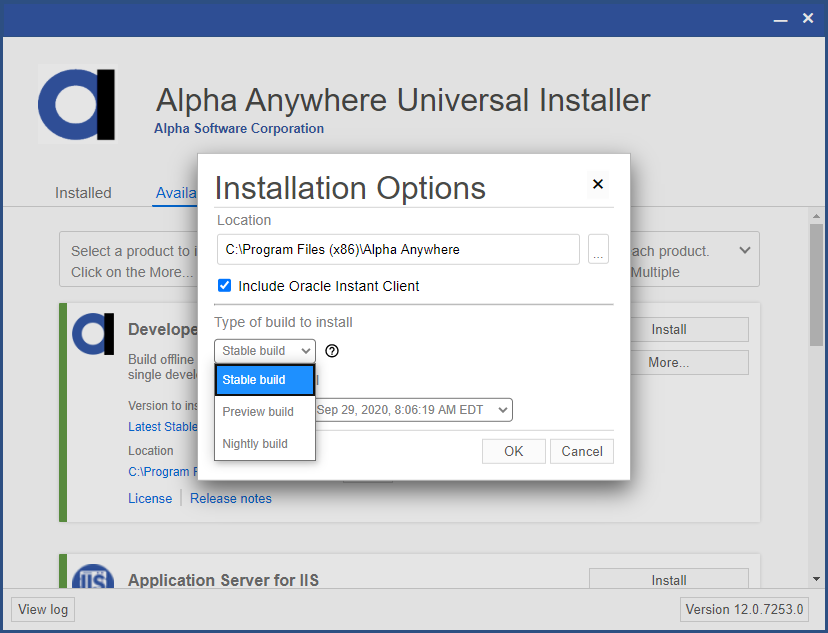 Alpha Anywhere Universal Installer
Alpha Software Corporation
Installed
Availa
Installation Options
Location
C:\Program Files (x86)\Alpha Anywhere
...
Include Oracle Instant Client
Type of build to install
Stable build
Stable build
Preview build
Nightly build
Sep 29, 2020, 8:06:19 AM EDT
OK
Cancel
Select a product to i
ach product.
Click on the More...
Multiple
Develope
Install
Build offline
More...
single devel
Version to ins
Latest Stable
Location
C:\Program F
License
Release notes
IIS
Application Server for IIS
Install
View log
Version 12.0.7253.0